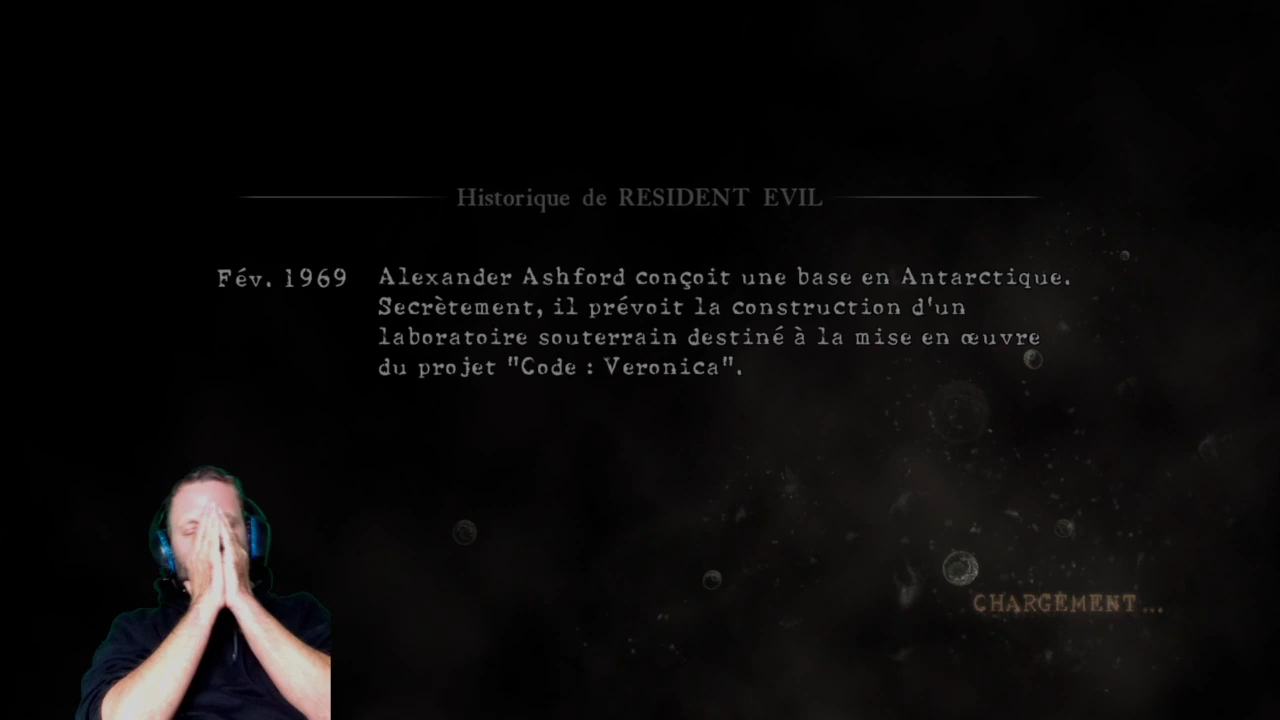 Historique de RESIDENT EVIL
Fév. 1969 Alexander Ashford conçoit une base en Antarctique.
Secrètement, il prévoit la construction d'un
laboratoire souterrain destiné à la mise en œuvre
du projet "Code : Veronica".
CHARGEMENT...